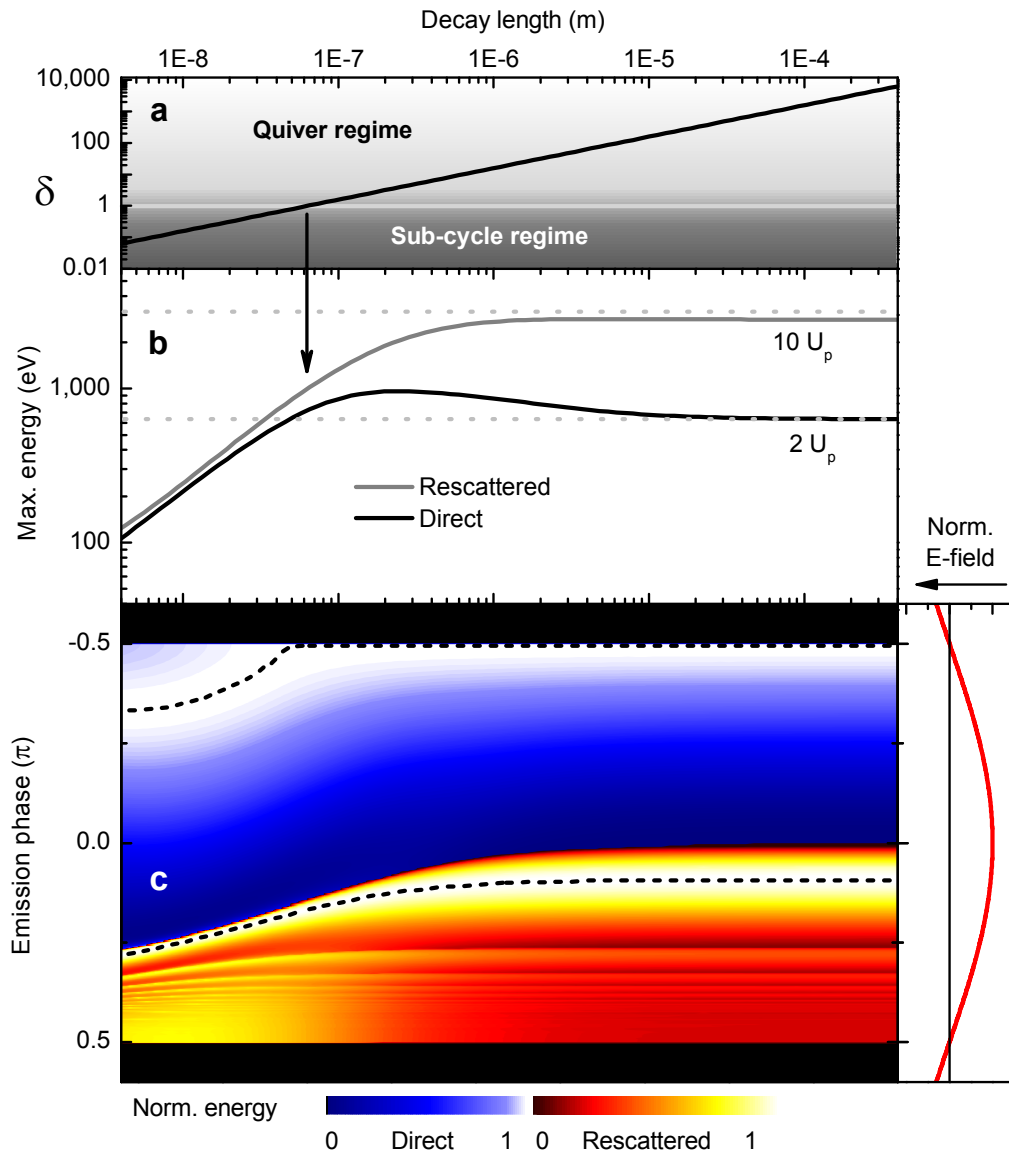 Decay length (m)
1E-8 1E-7 1E-6 1E-5 1E-4
10,000
a
Quiver regime
100
δ
1
Sub-cycle regime
0.01
b
10 U_p
Max. energy (eV)
1,000
2 U_p
Rescattered
Direct
100
Norm.
E-field
-0.5
Emission phase (π)
0.0
c
0.5
Norm. energy
0 Direct 1 0 Rescattered 1